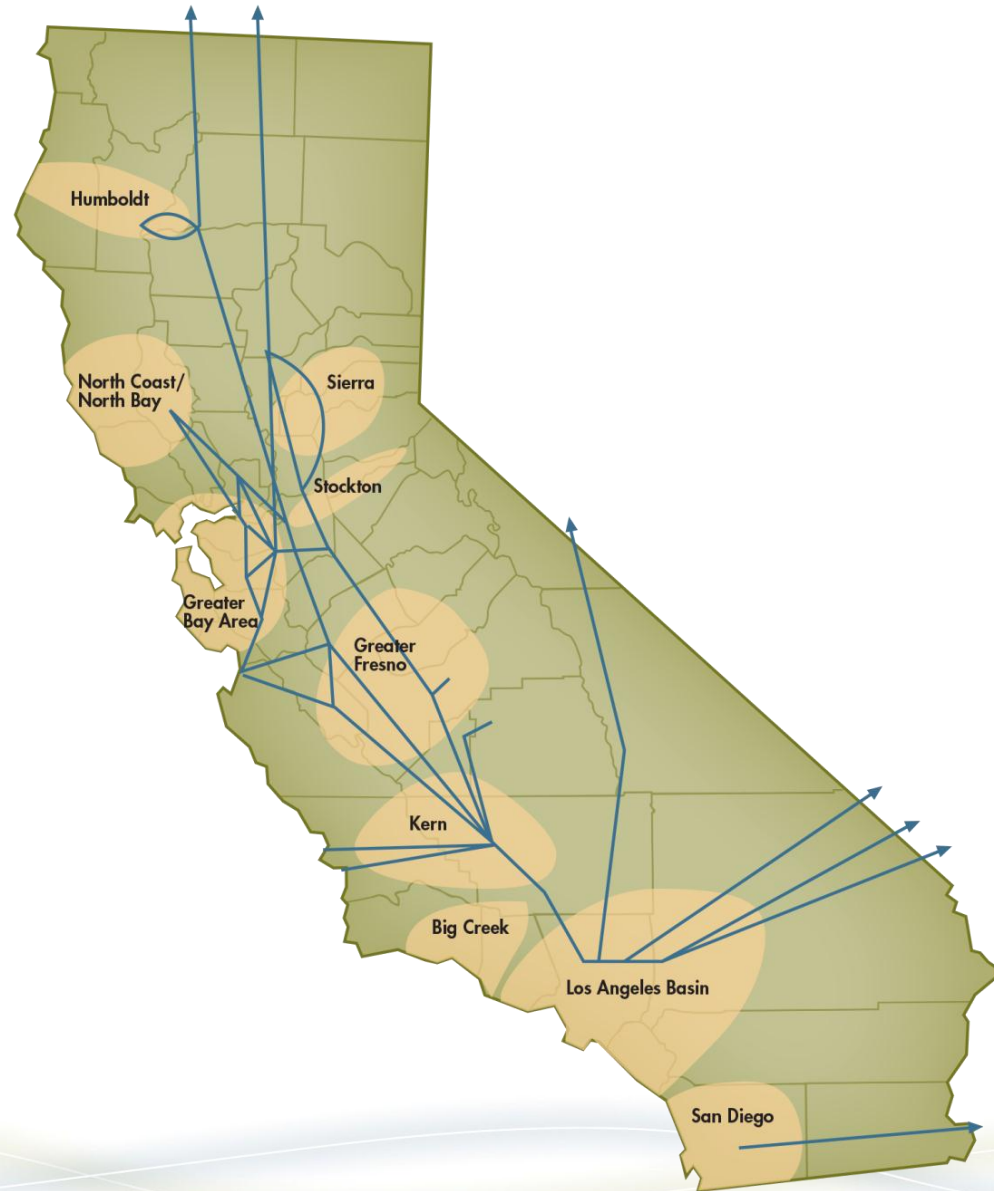 Humboldt
North Coast/
North Bay
Sierra
Stockton
Greater
Bay Area
Greater
Fresno
Kern
Big Creek
Los Angeles Basin
San Diego